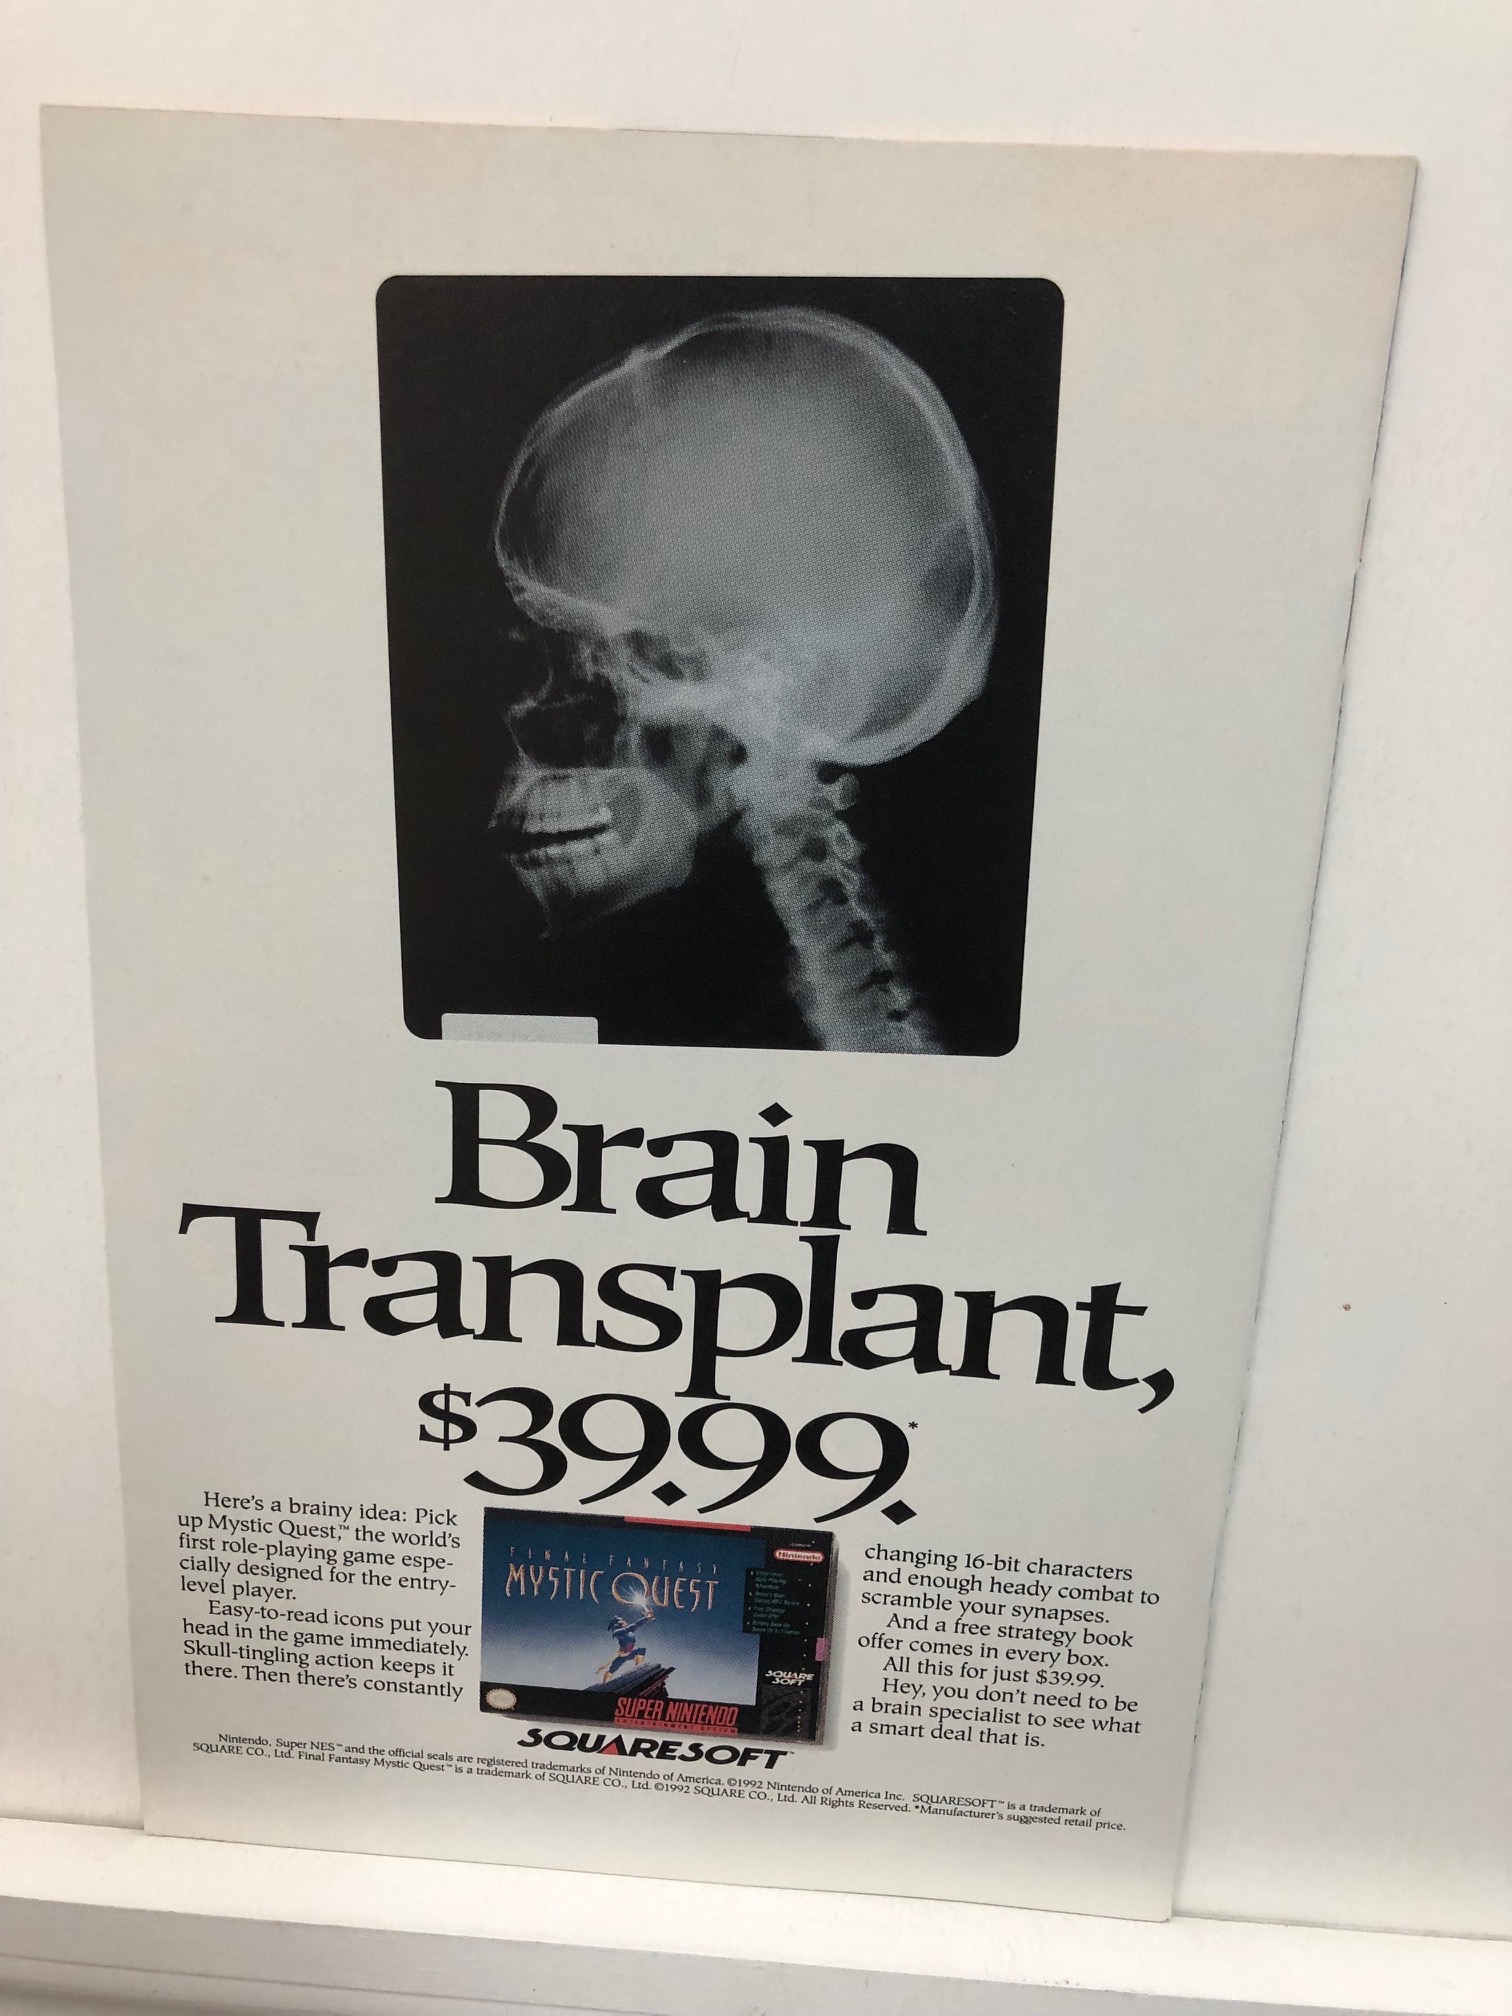 Brain
Transplant,
$39.99.*
Here's a brainy idea: Pick
up Mystic Quest,™ the world's
first role-playing game espe-
cially designed for the entry-
level player.
Easy-to-read icons put your
head in the game immediately.
Skull-tingling action keeps it
there. Then there's constantly
FINAL FANTASY
MYSTIC QUEST
Nintendo
SQUARE
SOFT
SUPER NINTENDO
ENTERTAINMENT SYSTEM
changing 16-bit characters
and enough heady combat to
scramble your synapses.
And a free strategy book
offer comes in every box.
All this for just $39.99.
Hey, you don't need to be
a brain specialist to see what
a smart deal that is.
SQUARESOFT™
Nintendo, Super NES™ and the official seals are registered trademarks of Nintendo of America. ©1992 Nintendo of America Inc. SQUARESOFT™ is a trademark of
SQUARE CO., Ltd. Final Fantasy Mystic Quest™ is a trademark of SQUARE CO., Ltd. ©1992 SQUARE CO., Ltd. All Rights Reserved. *Manufacturer's suggested retail price.